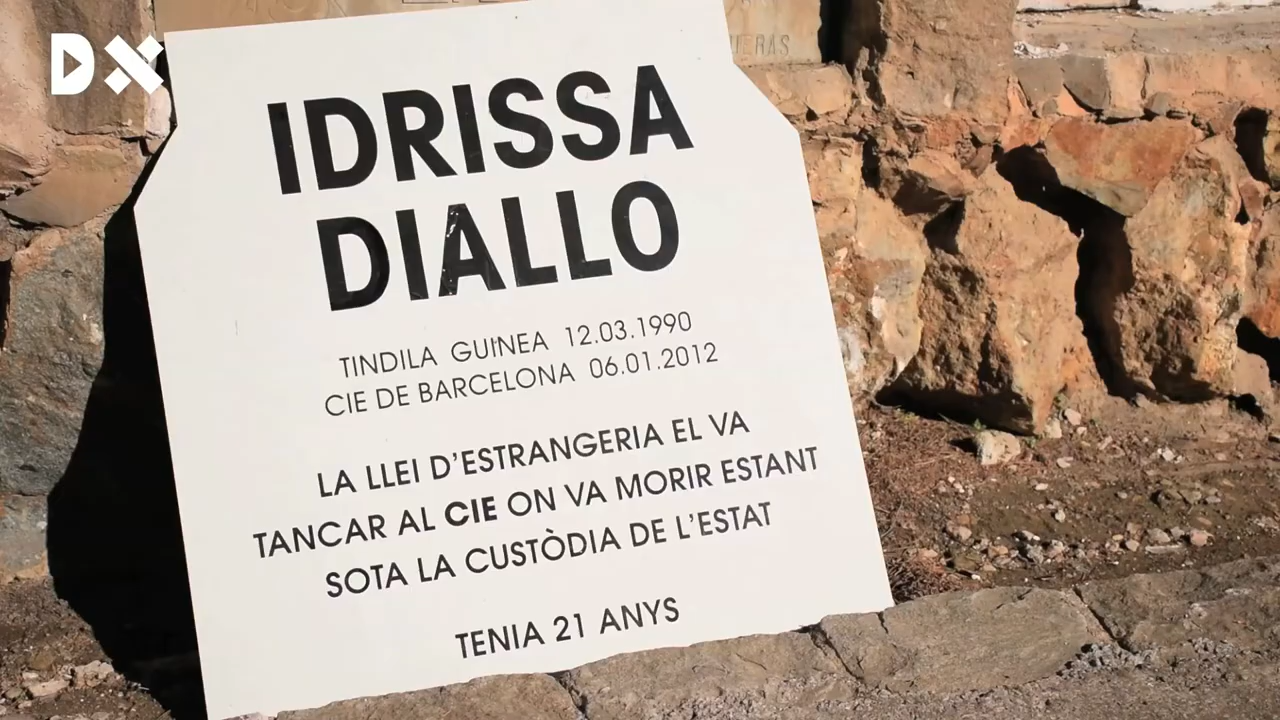 DX
IDRISSA
DIALLO
TINDILA GUINEA 12.03.1990
CIE DE BARCELONA 06.01.2012
LA LLEI D'ESTRANGERIA EL VA
TANCAR AL CIE ON VA MORIR ESTANT
SOTA LA CUSTÒDIA DE L'ESTAT
TENIA 21 ANYS